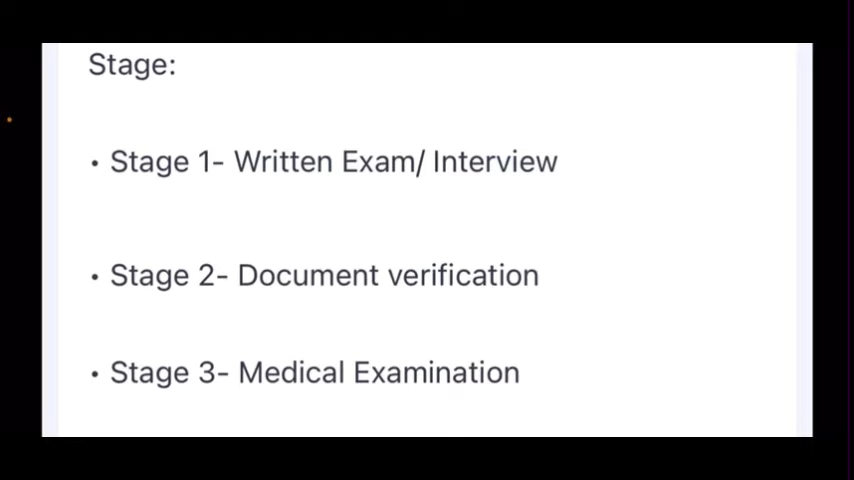 Stage:
• Stage 1- Written Exam/ Interview
• Stage 2- Document verification
• Stage 3- Medical Examination